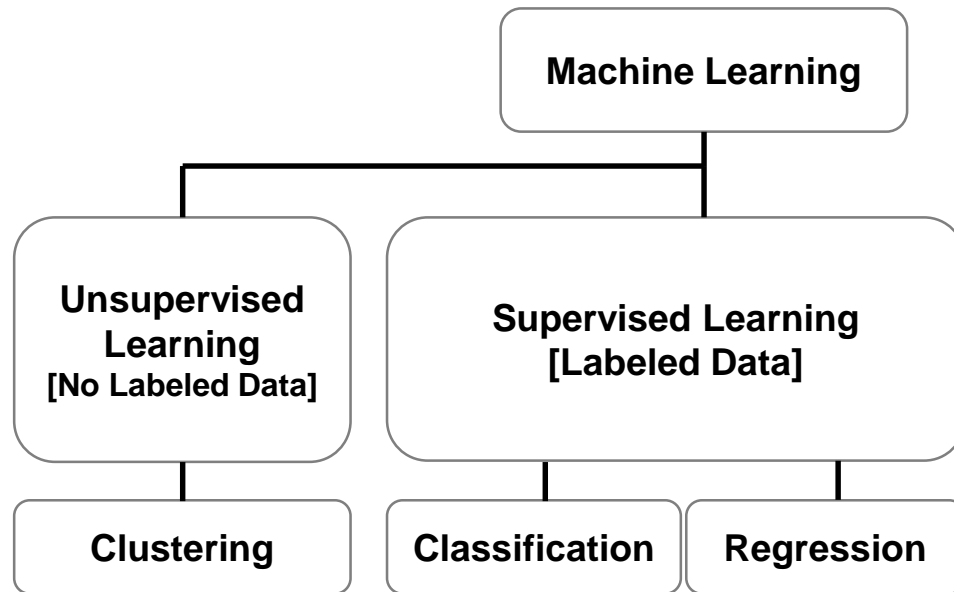 Machine Learning
Unsupervised
Learning
[No Labeled Data]
Supervised Learning
[Labeled Data]
Clustering
Classification
Regression